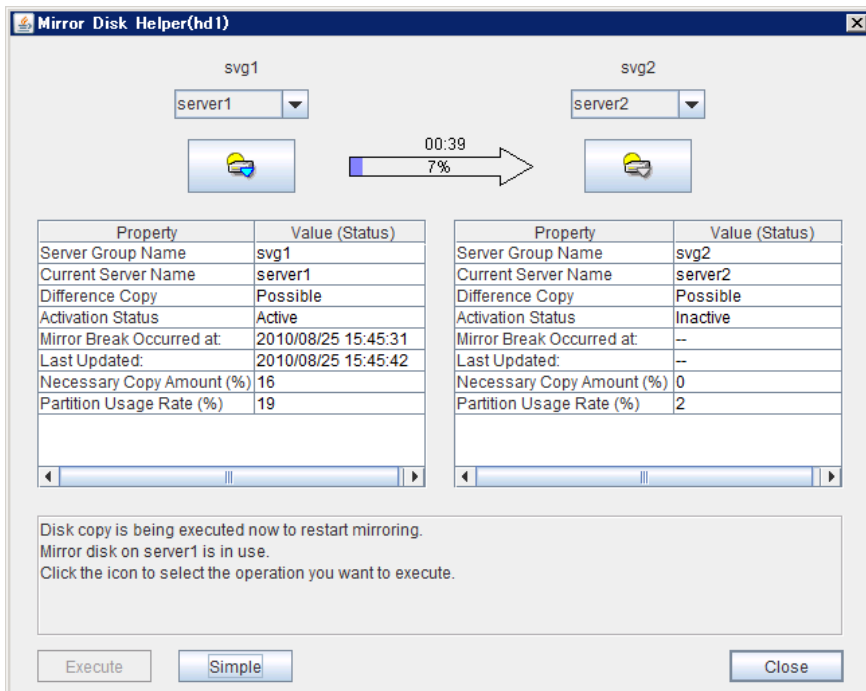 Mirror Disk Helper(hd1)
svg1 svg2
server1 server2
00:39
7%
Property Value (Status)
Server Group Name svg1
Current Server Name server1
Difference Copy Possible
Activation Status Active
Mirror Break Occurred at: 2010/08/25 15:45:31
Last Updated: 2010/08/25 15:45:42
Necessary Copy Amount (%) 16
Partition Usage Rate (%) 19
Property Value (Status)
Server Group Name svg2
Current Server Name server2
Difference Copy Possible
Activation Status Inactive
Mirror Break Occurred at: --
Last Updated: --
Necessary Copy Amount (%) 0
Partition Usage Rate (%) 2
Disk copy is being executed now to restart mirroring.
Mirror disk on server1 is in use.
Click the icon to select the operation you want to execute.
Execute Simple Close